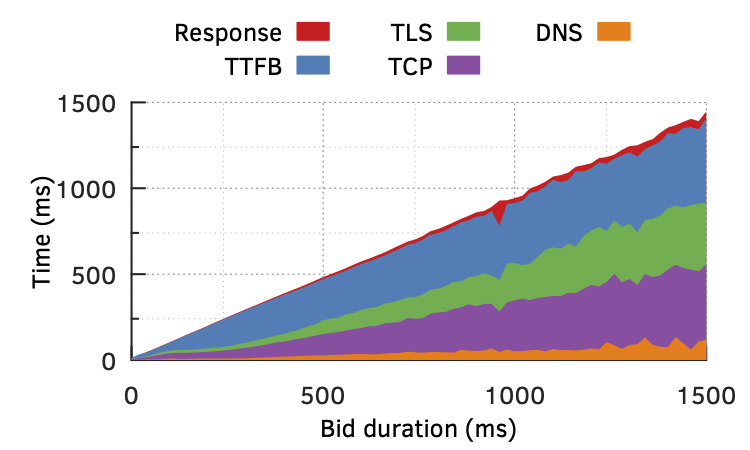 Response TLS DNS
TTFB TCP
1500
1000
500
0
Time (ms)
0 500 1000 1500
Bid duration (ms)